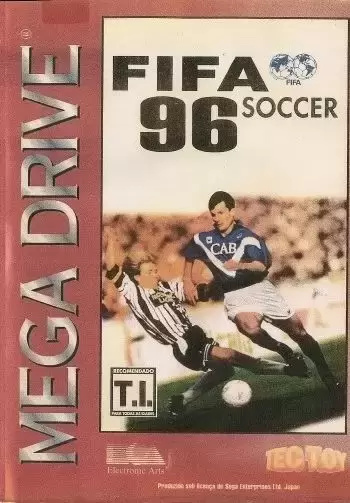 MEGA DRIVE
FIFA
96 SOCCER
FIFA
CAB
RECOMENDADO
T.I.
PARA TODAS AS IDADES
EA
Electronic Arts
TEC TOY
Produzido sob licença de Sega Enterprises Ltd, Japan